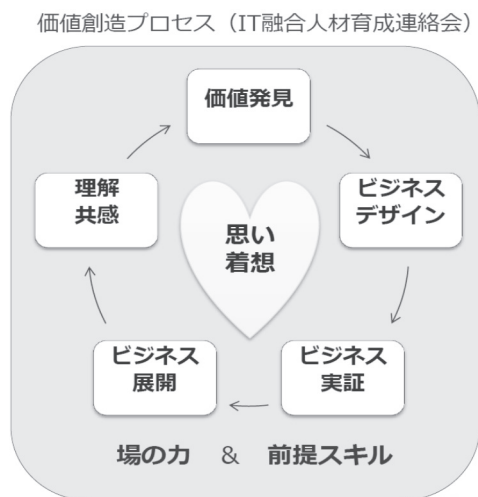 価値創造プロセス（IT融合人材育成連絡会）
価値発見
理解
共感
ビジネス
デザイン
思い
着想
ビジネス
展開
ビジネス
実証
場の力 & 前提スキル